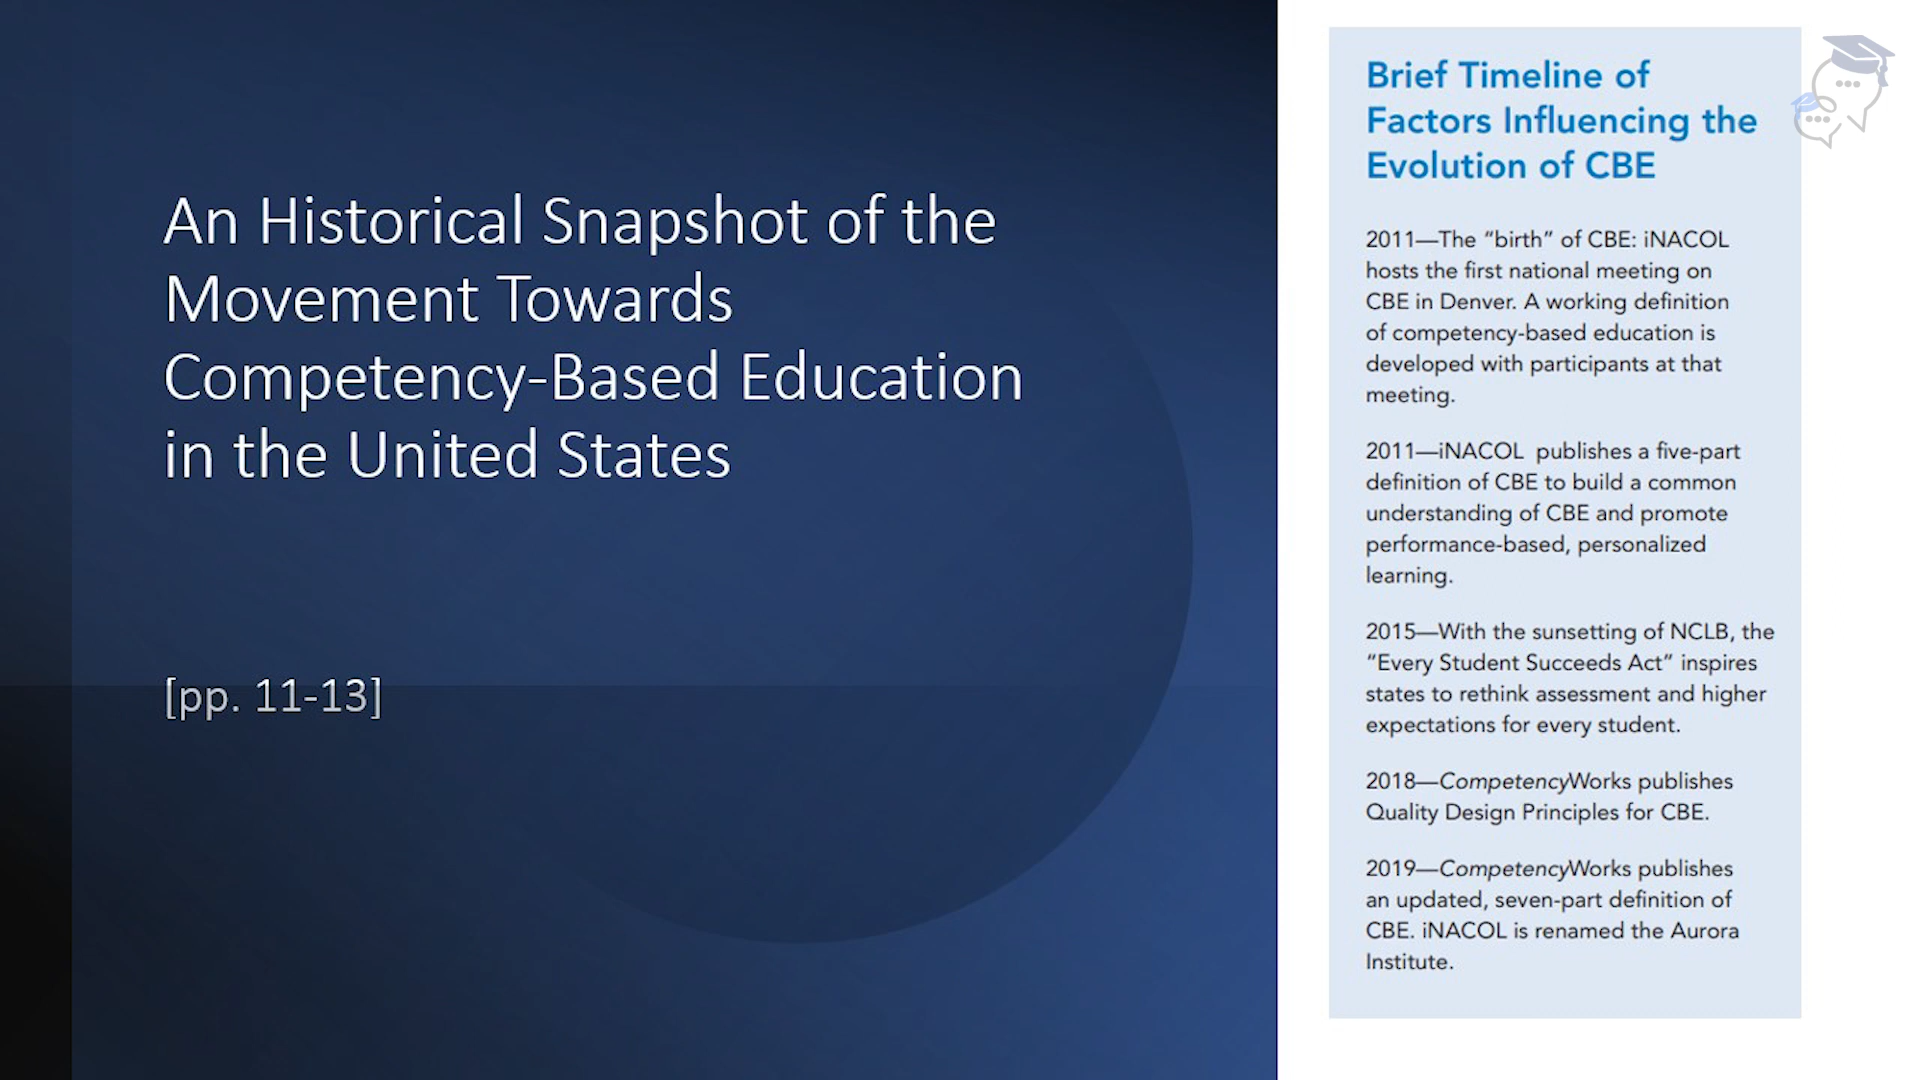 An Historical Snapshot of the
Movement Towards
Competency-Based Education
in the United States
[pp. 11-13]
Brief Timeline of
Factors Influencing the
Evolution of CBE
2011—The “birth” of CBE: iNACOL
hosts the first national meeting on
CBE in Denver. A working definition
of competency-based education is
developed with participants at that
meeting.
2011—iNACOL publishes a five-part
definition of CBE to build a common
understanding of CBE and promote
performance-based, personalized
learning.
2015—With the sunsetting of NCLB, the
“Every Student Succeeds Act” inspires
states to rethink assessment and higher
expectations for every student.
2018—CompetencyWorks publishes
Quality Design Principles for CBE.
2019—CompetencyWorks publishes
an updated, seven-part definition of
CBE. iNACOL is renamed the Aurora
Institute.